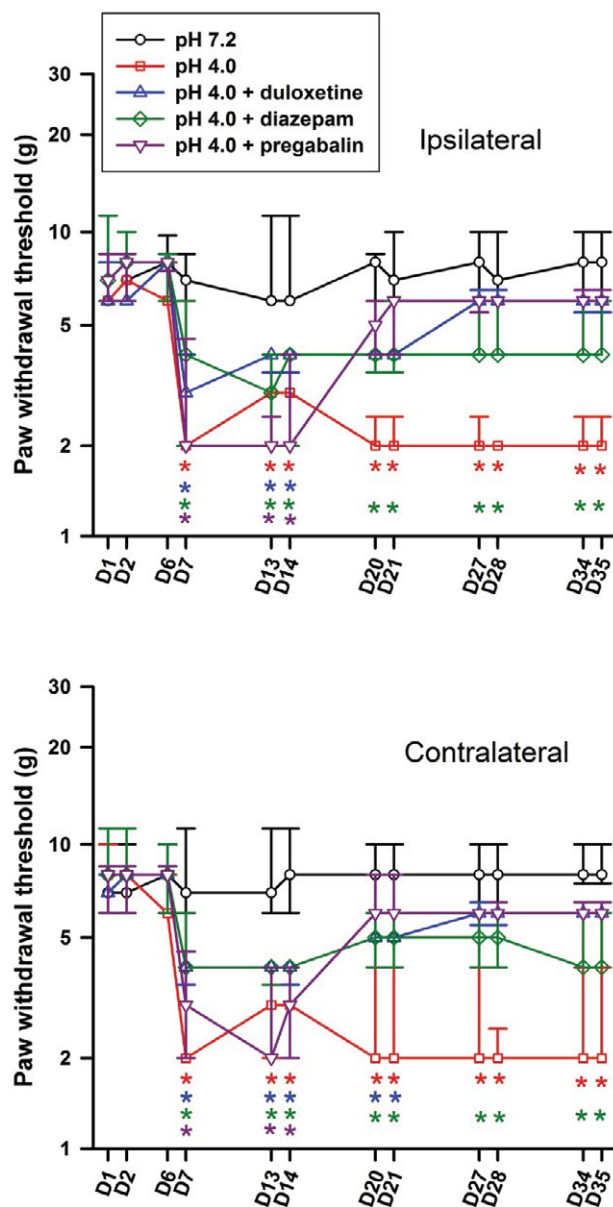 pH 7.2
pH 4.0
pH 4.0 + duloxetine
pH 4.0 + diazepam
pH 4.0 + pregabalin
Ipsilateral
Paw withdrawal threshold (g)
30
20
10
5
2
1
* * * * * * * * *
* * *
* * * * * * * * *
* * *
D1 D2 D6 D7 D13 D14 D20 D21 D27 D28 D34 D35
Contralateral
Paw withdrawal threshold (g)
30
20
10
5
2
1
* * * * * * * * *
* * * * *
* * * * * * * * *
* * *
D1 D2 D6 D7 D13 D14 D20 D21 D27 D28 D34 D35